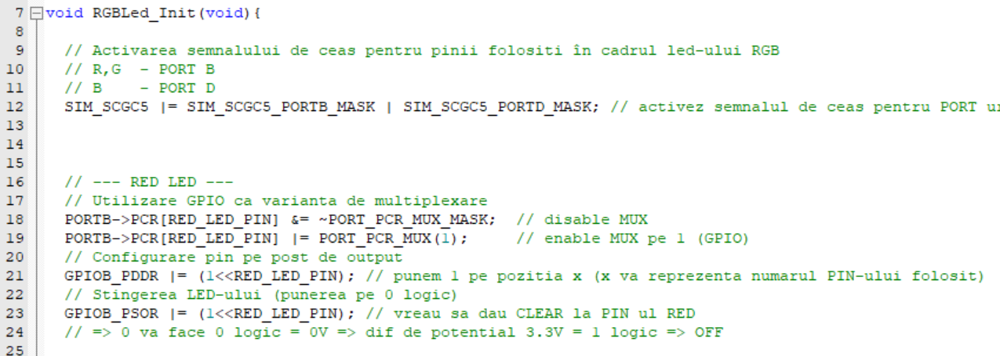 7 void RGBLed_Init(void){
8
9 // Activarea semnalului de ceas pentru pinii folositi în cadrul led-ului RGB
10 // R,G - PORT B
11 // B - PORT D
12 SIM_SCGC5 |= SIM_SCGC5_PORTB_MASK | SIM_SCGC5_PORTD_MASK; // activez semnalul de ceas pentru PORT
13
14
15
16 // --- RED LED ---
17 // Utilizare GPIO ca varianta de multiplexare
18 PORTB->PCR[RED_LED_PIN] &= ~PORT_PCR_MUX_MASK; // disable MUX
19 PORTB->PCR[RED_LED_PIN] |= PORT_PCR_MUX(1); // enable MUX pe 1 (GPIO)
20 // Configurare pin pe post de output
21 GPIOB_PDDR |= (1<<RED_LED_PIN); // punem 1 pe pozitia x (x va reprezenta numarul PIN-ului folosit)
22 // Stingerea LED-ului (punerea pe 0 logic)
23 GPIOB_PSOR |= (1<<RED_LED_PIN); // vreau sa dau CLEAR la PIN ul RED
24 // => 0 va face 0 logic = 0V => dif de potential 3.3V = 1 logic => OFF
25